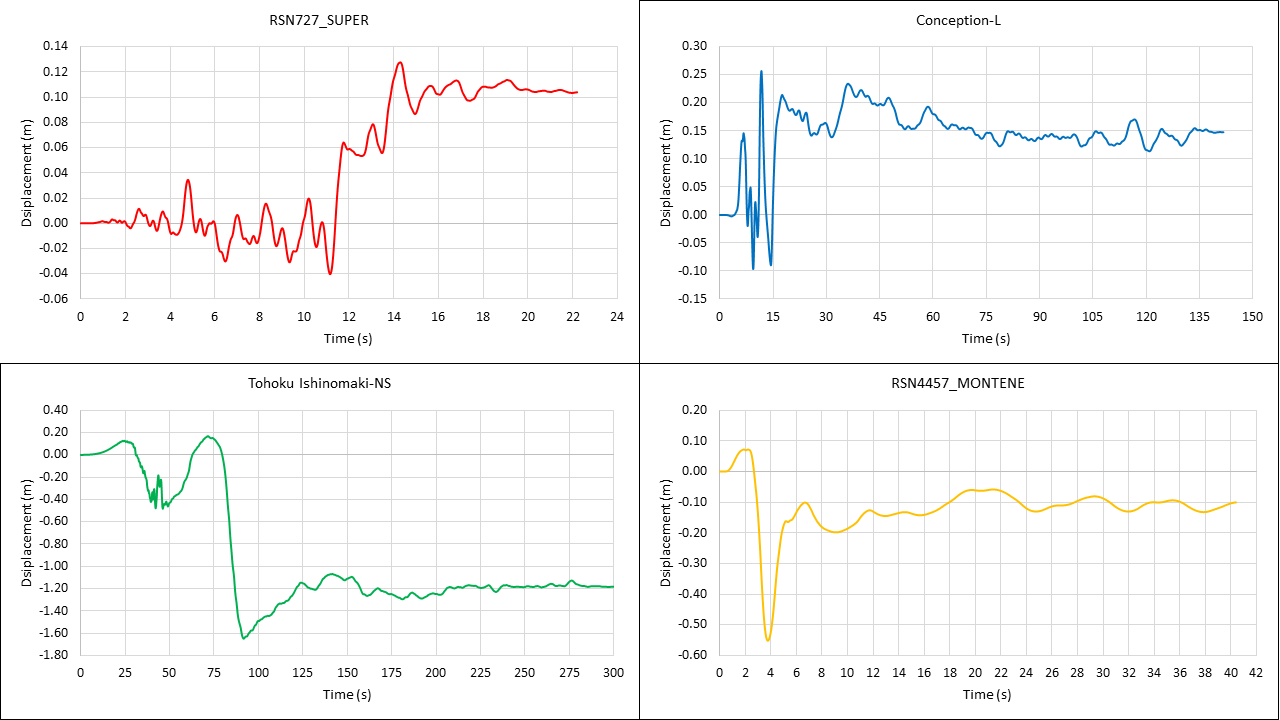 RSN727_SUPER
0.14
0.12
0.10
0.08
0.06
0.04
0.02
0.00
-0.02
-0.04
-0.06
Dsiplacement (m)
0 2 4 6 8 10 12 14 16 18 20 22 24
Time (s)
Conception-L
0.30
0.25
0.20
0.15
0.10
0.05
0.00
-0.05
-0.10
-0.15
Dsiplacement (m)
0 15 30 45 60 75 90 105 120 135 150
Time (s)
Tohoku Ishinomaki-NS
0.40
0.20
0.00
-0.20
-0.40
-0.60
-0.80
-1.00
-1.20
-1.40
-1.60
-1.80
Dsiplacement (m)
0 25 50 75 100 125 150 175 200 225 250 275 300
Time (s)
RSN4457_MONTENE
0.20
0.10
0.00
-0.10
-0.20
-0.30
-0.40
-0.50
-0.60
Dsiplacement (m)
0 2 4 6 8 10 12 14 16 18 20 22 24 26 28 30 32 34 36 38 40 42
Time (s)